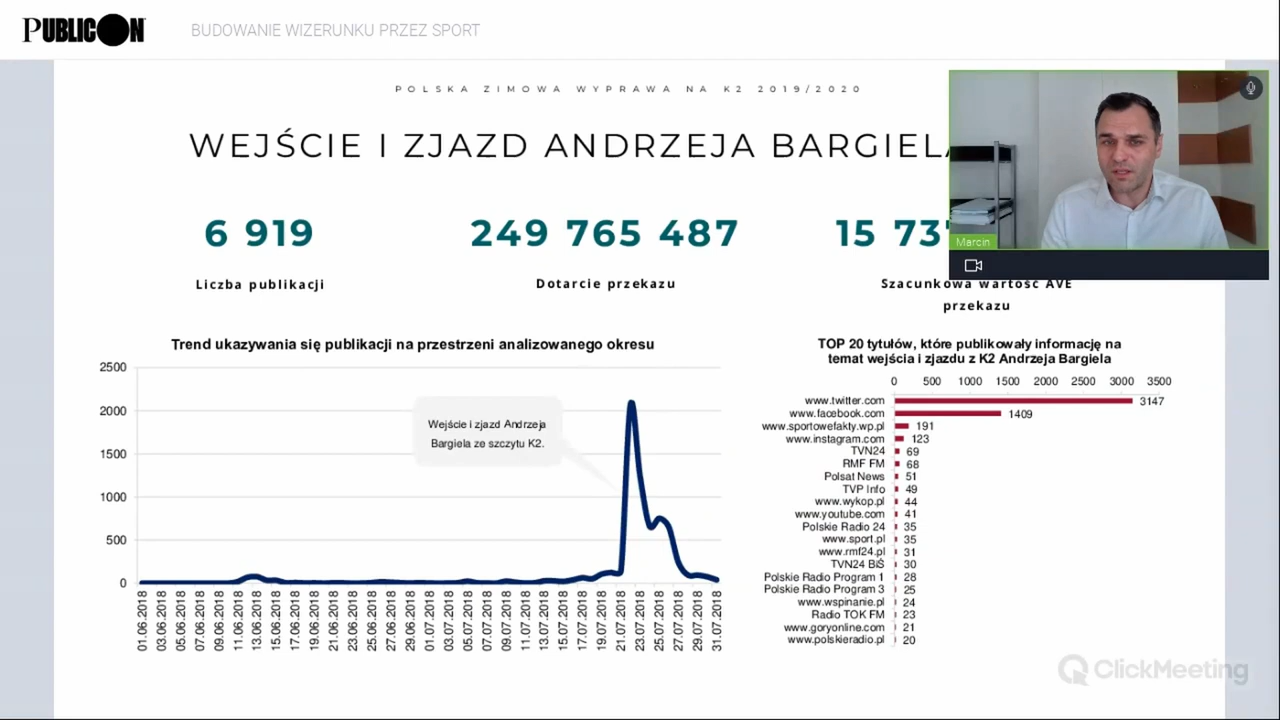 PUBLICON
BUDOWANIE WIZERUNKU PRZEZ SPORT
POLSKA ZIMOWA WYPRAWA NA K2 2019/2020
WEJŚCIE I ZJAZD ANDRZEJA BARGIELA
6 919
249 765 487
15 737
Liczba publikacji
Dotarcie przekazu
Szacunkowa wartość AVE
przekazu
Marcin
Trend ukazywania się publikacji na przestrzeni analizowanego okresu
2500
2000
1500
1000
500
0
Wejście i zjazd Andrzeja
Bargiela ze szczytu K2.
01.06.2018
03.06.2018
05.06.2018
07.06.2018
09.06.2018
11.06.2018
13.06.2018
15.06.2018
17.06.2018
19.06.2018
21.06.2018
23.06.2018
25.06.2018
27.06.2018
29.06.2018
01.07.2018
03.07.2018
05.07.2018
07.07.2018
09.07.2018
11.07.2018
13.07.2018
15.07.2018
17.07.2018
19.07.2018
21.07.2018
23.07.2018
25.07.2018
27.07.2018
29.07.2018
31.07.2018
TOP 20 tytułów, które publikowały informację na
temat wejścia i zjazdu z K2 Andrzeja Bargiela
0 500 1000 1500 2000 2500 3000 3500
www.twitter.com 3147
www.facebook.com 1409
www.sportowefakty.wp.pl 191
www.instagram.com 123
TVN24 69
RMF FM 68
Polsat News 51
TVP Info 49
www.wykop.pl 44
www.youtube.com 41
Polskie Radio 24 35
www.sport.pl 35
www.rmf24.pl 31
TVN24 BiŚ 30
Polskie Radio Program 1 28
Polskie Radio Program 3 25
www.wspinanie.pl 24
Radio TOK FM 23
www.goryonline.com 21
www.polskieradio.pl 20
ClickMeeting